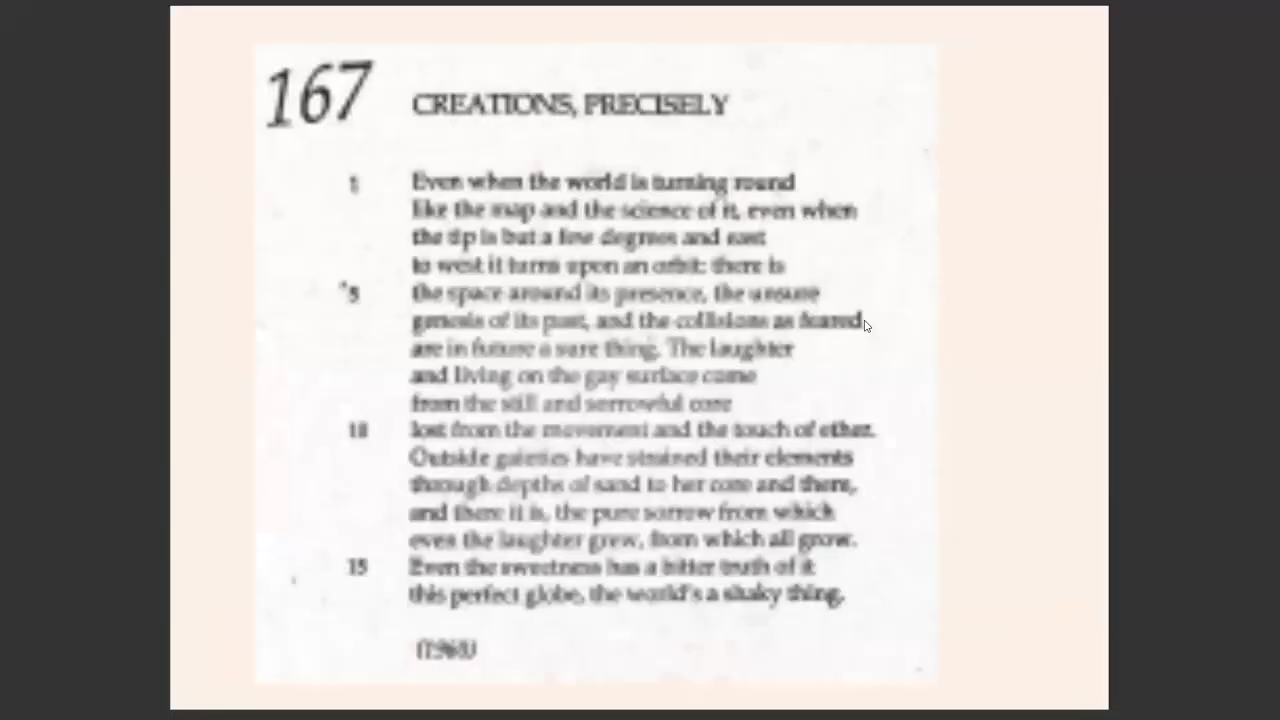 167
CREATIONS, PRECISELY
1 Even when the world is turning round
like the map and the science of it, even when
the tip is but a few degrees and east
to west it turns upon an orbit: there is
5 the space around its presence, the unsure
genesis of its past, and the collisions as feared
are in future a sure thing. The laughter
and living on the gay surface come
from the still and sorrowful core
10 lost from the movement and the touch of ether.
Outside gaieties have strained their elements
through depths of sand to her core and there,
and there it is, the pure sorrow from which
even the laughter grew, from which all grow.
15 Even the sweetness has a bitter truth of it
this perfect globe, the world's a shaky thing.